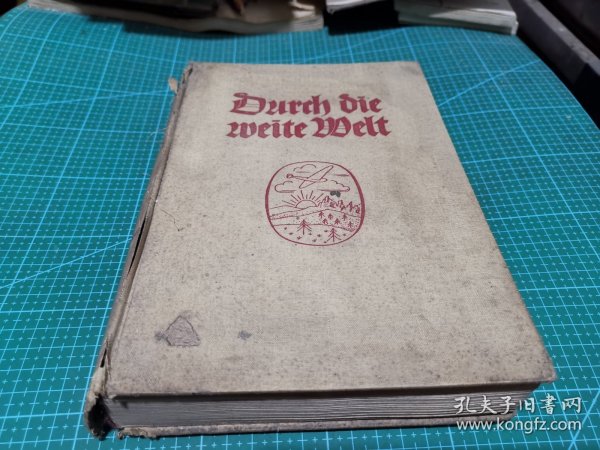 Durch die
weite Welt
孔夫子旧书网
www.kongfz.com